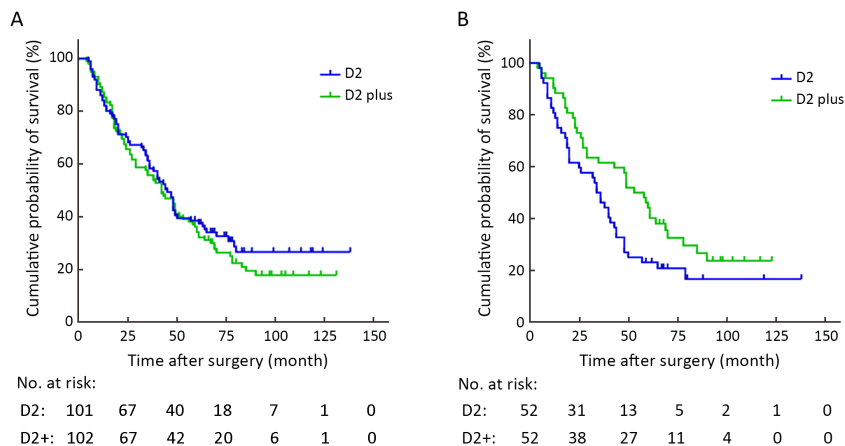 A
Cumulative probability of survival (%)
100
80
60
40
20
0
D2
D2 plus
0 25 50 75 100 125 150
Time after surgery (month)
No. at risk:
D2: 101 67 40 18 7 1 0
D2+: 102 67 42 20 6 1 0
B
Cumulative probability of survival (%)
100
80
60
40
20
0
D2
D2 plus
0 25 50 75 100 125 150
Time after surgery (month)
No. at risk:
D2: 52 31 13 5 2 1 0
D2+: 52 38 27 11 4 0 0